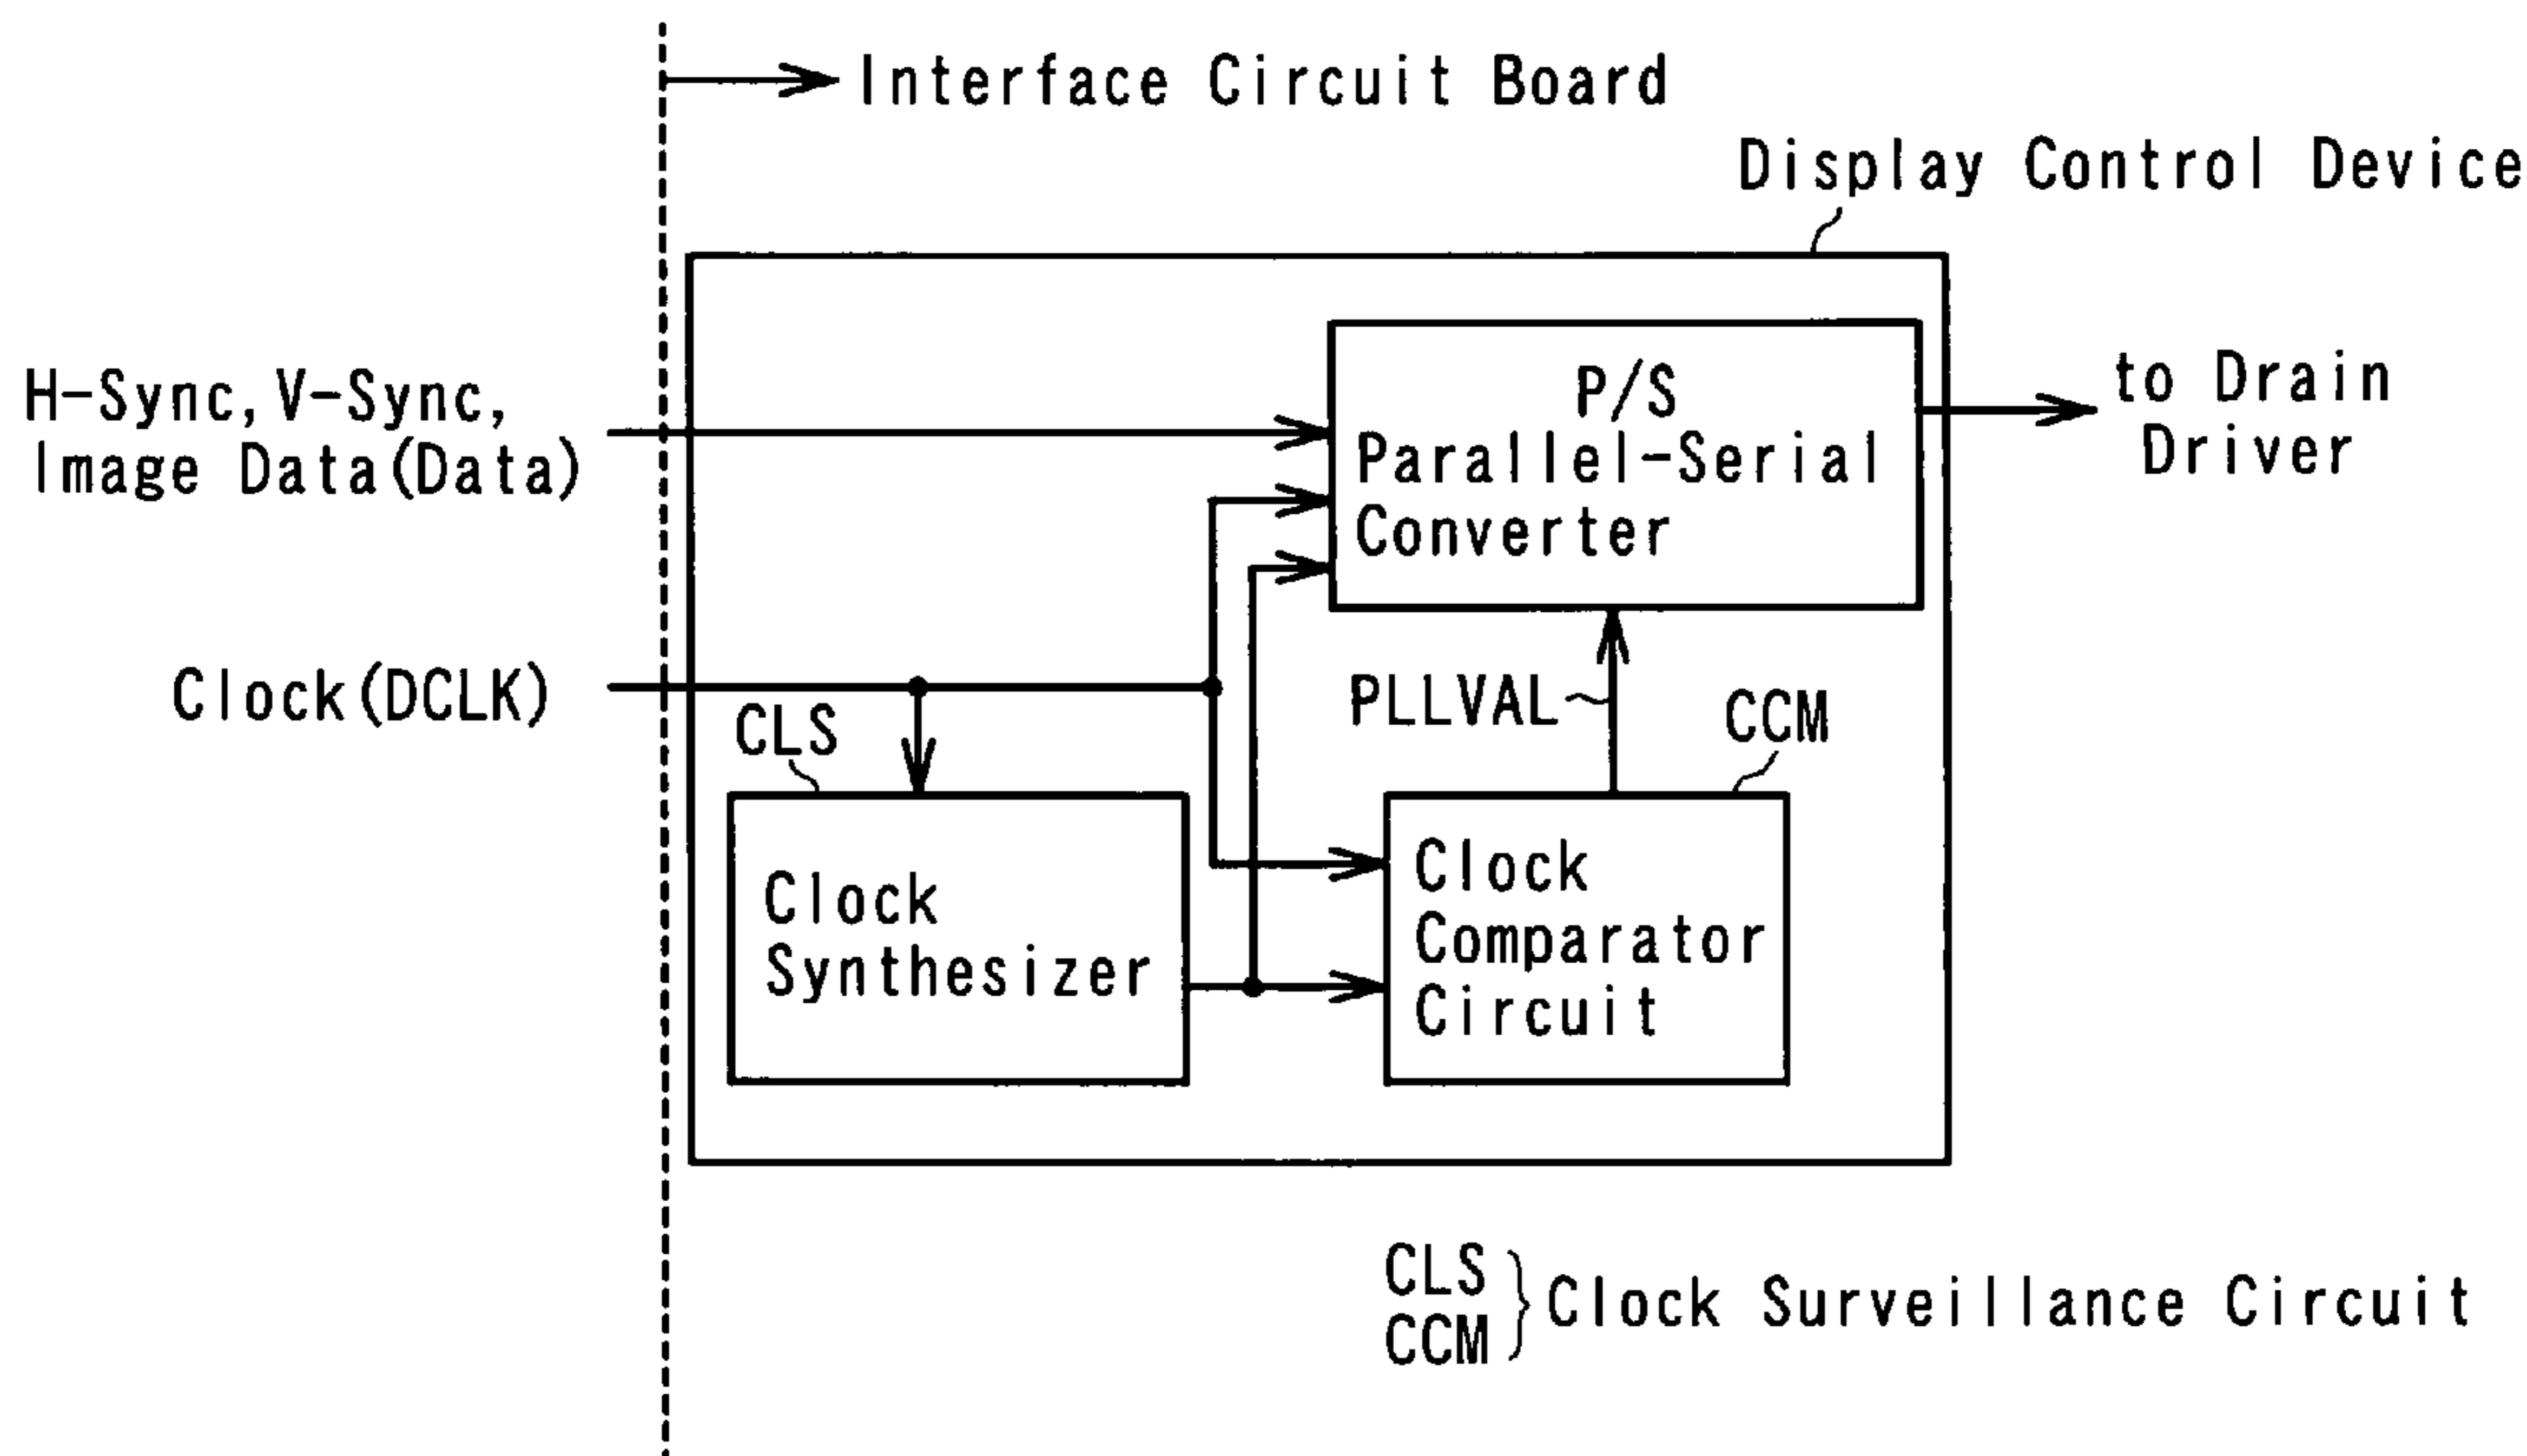 Interface Circuit Board
Display Control Device
H-Sync, V-Sync,
Image Data(Data)
P/S
Parallel-Serial
Converter
to Drain
Driver
Clock(DCLK)
CLS
PLLVAL
CCM
Clock
Synthesizer
Clock
Comparator
Circuit
CLS
CCM
Clock Surveillance Circuit